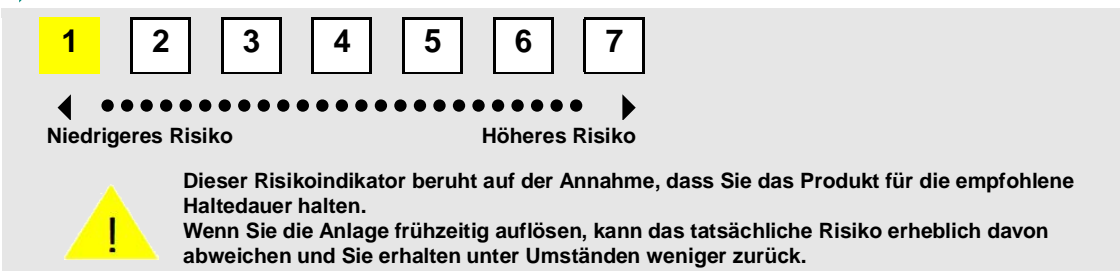 1 2 3 4 5 6 7
Niedrigeres Risiko Höheres Risiko
! Dieser Risikoindikator beruht auf der Annahme, dass Sie das Produkt für die empfohlene
Haltedauer halten.
Wenn Sie die Anlage frühzeitig auflösen, kann das tatsächliche Risiko erheblich davon
abweichen und Sie erhalten unter Umständen weniger zurück.